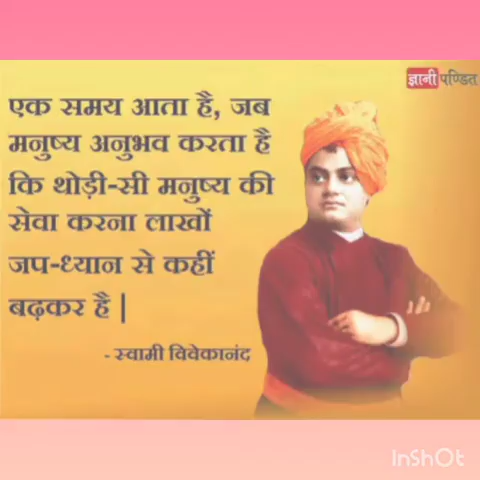 ज्ञानी पण्डित
एक समय आता है, जब
मनुष्य अनुभव करता है
कि थोड़ी-सी मनुष्य की
सेवा करना लाखों
जप-ध्यान से कहीं
बढ़कर है |
- स्वामी विवेकानंद
InShOt